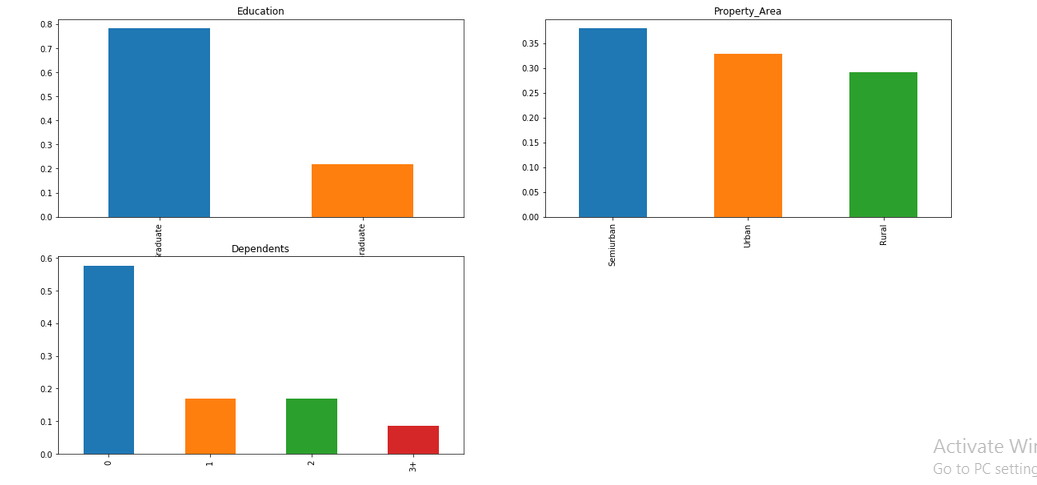 Education
0.8
0.7
0.6
0.5
0.4
0.3
0.2
0.1
0.0
raduate
raduate
Property_Area
0.35
0.30
0.25
0.20
0.15
0.10
0.05
0.00
Semiurban
Urban
Rural
Dependents
0.6
0.5
0.4
0.3
0.2
0.1
0.0
0
1
2
3+
Activate Wi
Go to PC setting